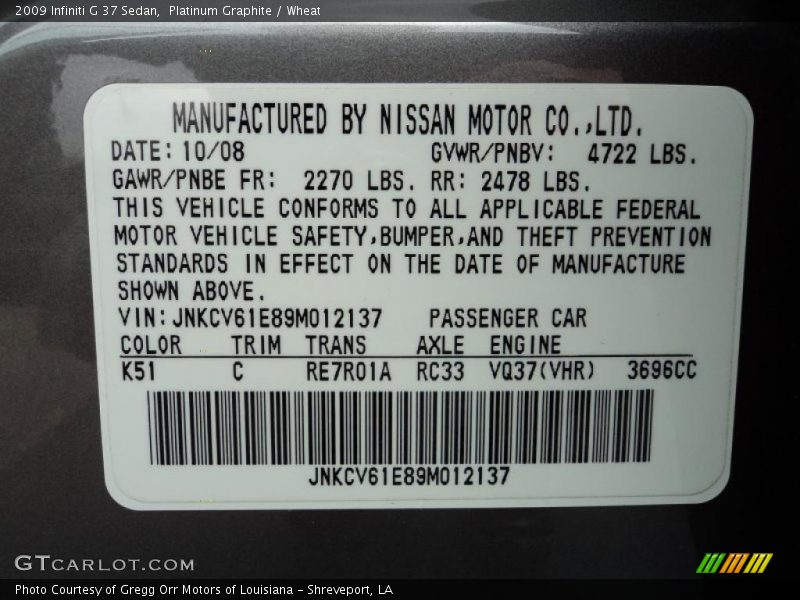 2009 Infiniti G 37 Sedan, Platinum Graphite / Wheat
MANUFACTURED BY NISSAN MOTOR CO.,LTD.
DATE: 10/08 GVWR/PNBV: 4722 LBS.
GAWR/PNBE FR: 2270 LBS. RR: 2478 LBS.
THIS VEHICLE CONFORMS TO ALL APPLICABLE FEDERAL
MOTOR VEHICLE SAFETY,BUMPER,AND THEFT PREVENTION
STANDARDS IN EFFECT ON THE DATE OF MANUFACTURE
SHOWN ABOVE.
VIN:JNKCV61E89M012137 PASSENGER CAR
COLOR TRIM TRANS AXLE ENGINE
K51 C RE7R01A RC33 VQ37(VHR) 3696CC
JNKCV61E89M012137
GTCARLOT.COM
Photo Courtesy of Gregg Orr Motors of Louisiana - Shreveport, LA